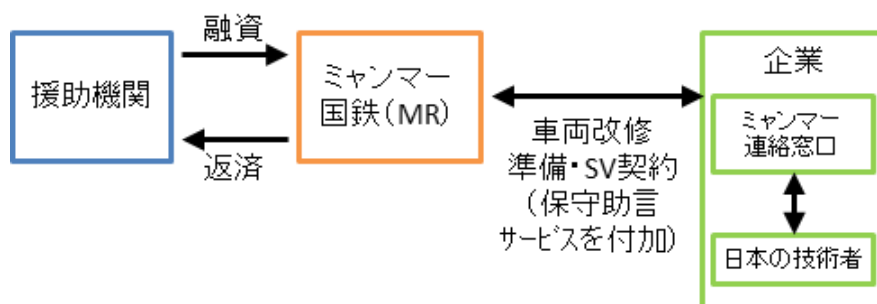 援助機関
融資
返済
ミャンマー
国鉄(MR)
車両改修
準備・SV契約
(保守助言
サービスを付加)
企業
ミャンマー
連絡窓口
日本の技術者